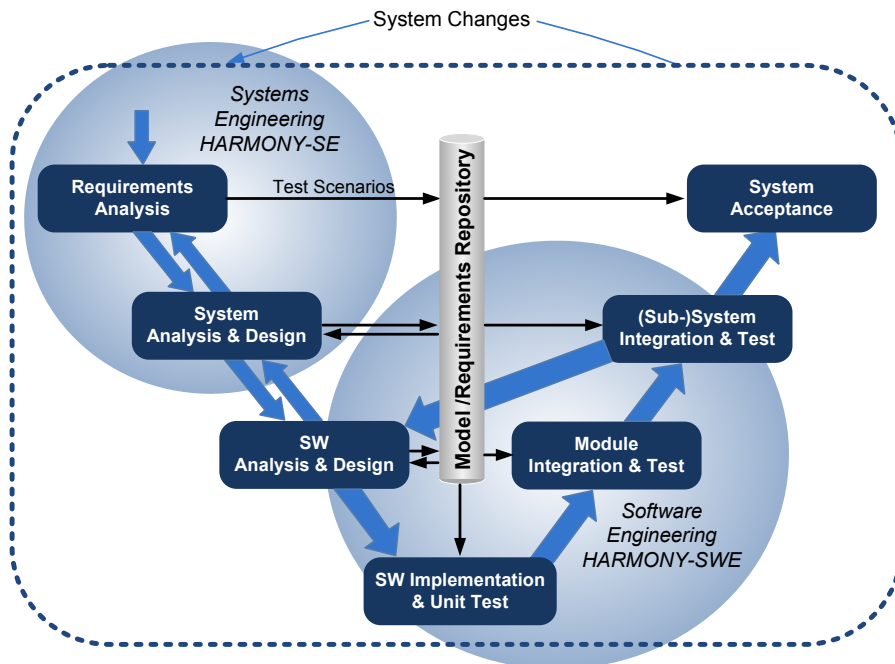 System Changes
Systems
Engineering
HARMONY-SE
Requirements
Analysis
Test Scenarios
Model /Requirements Repository
System
Acceptance
System
Analysis & Design
(Sub-)System
Integration & Test
SW
Analysis & Design
Module
Integration & Test
Software
Engineering
HARMONY-SWE
SW Implementation
& Unit Test